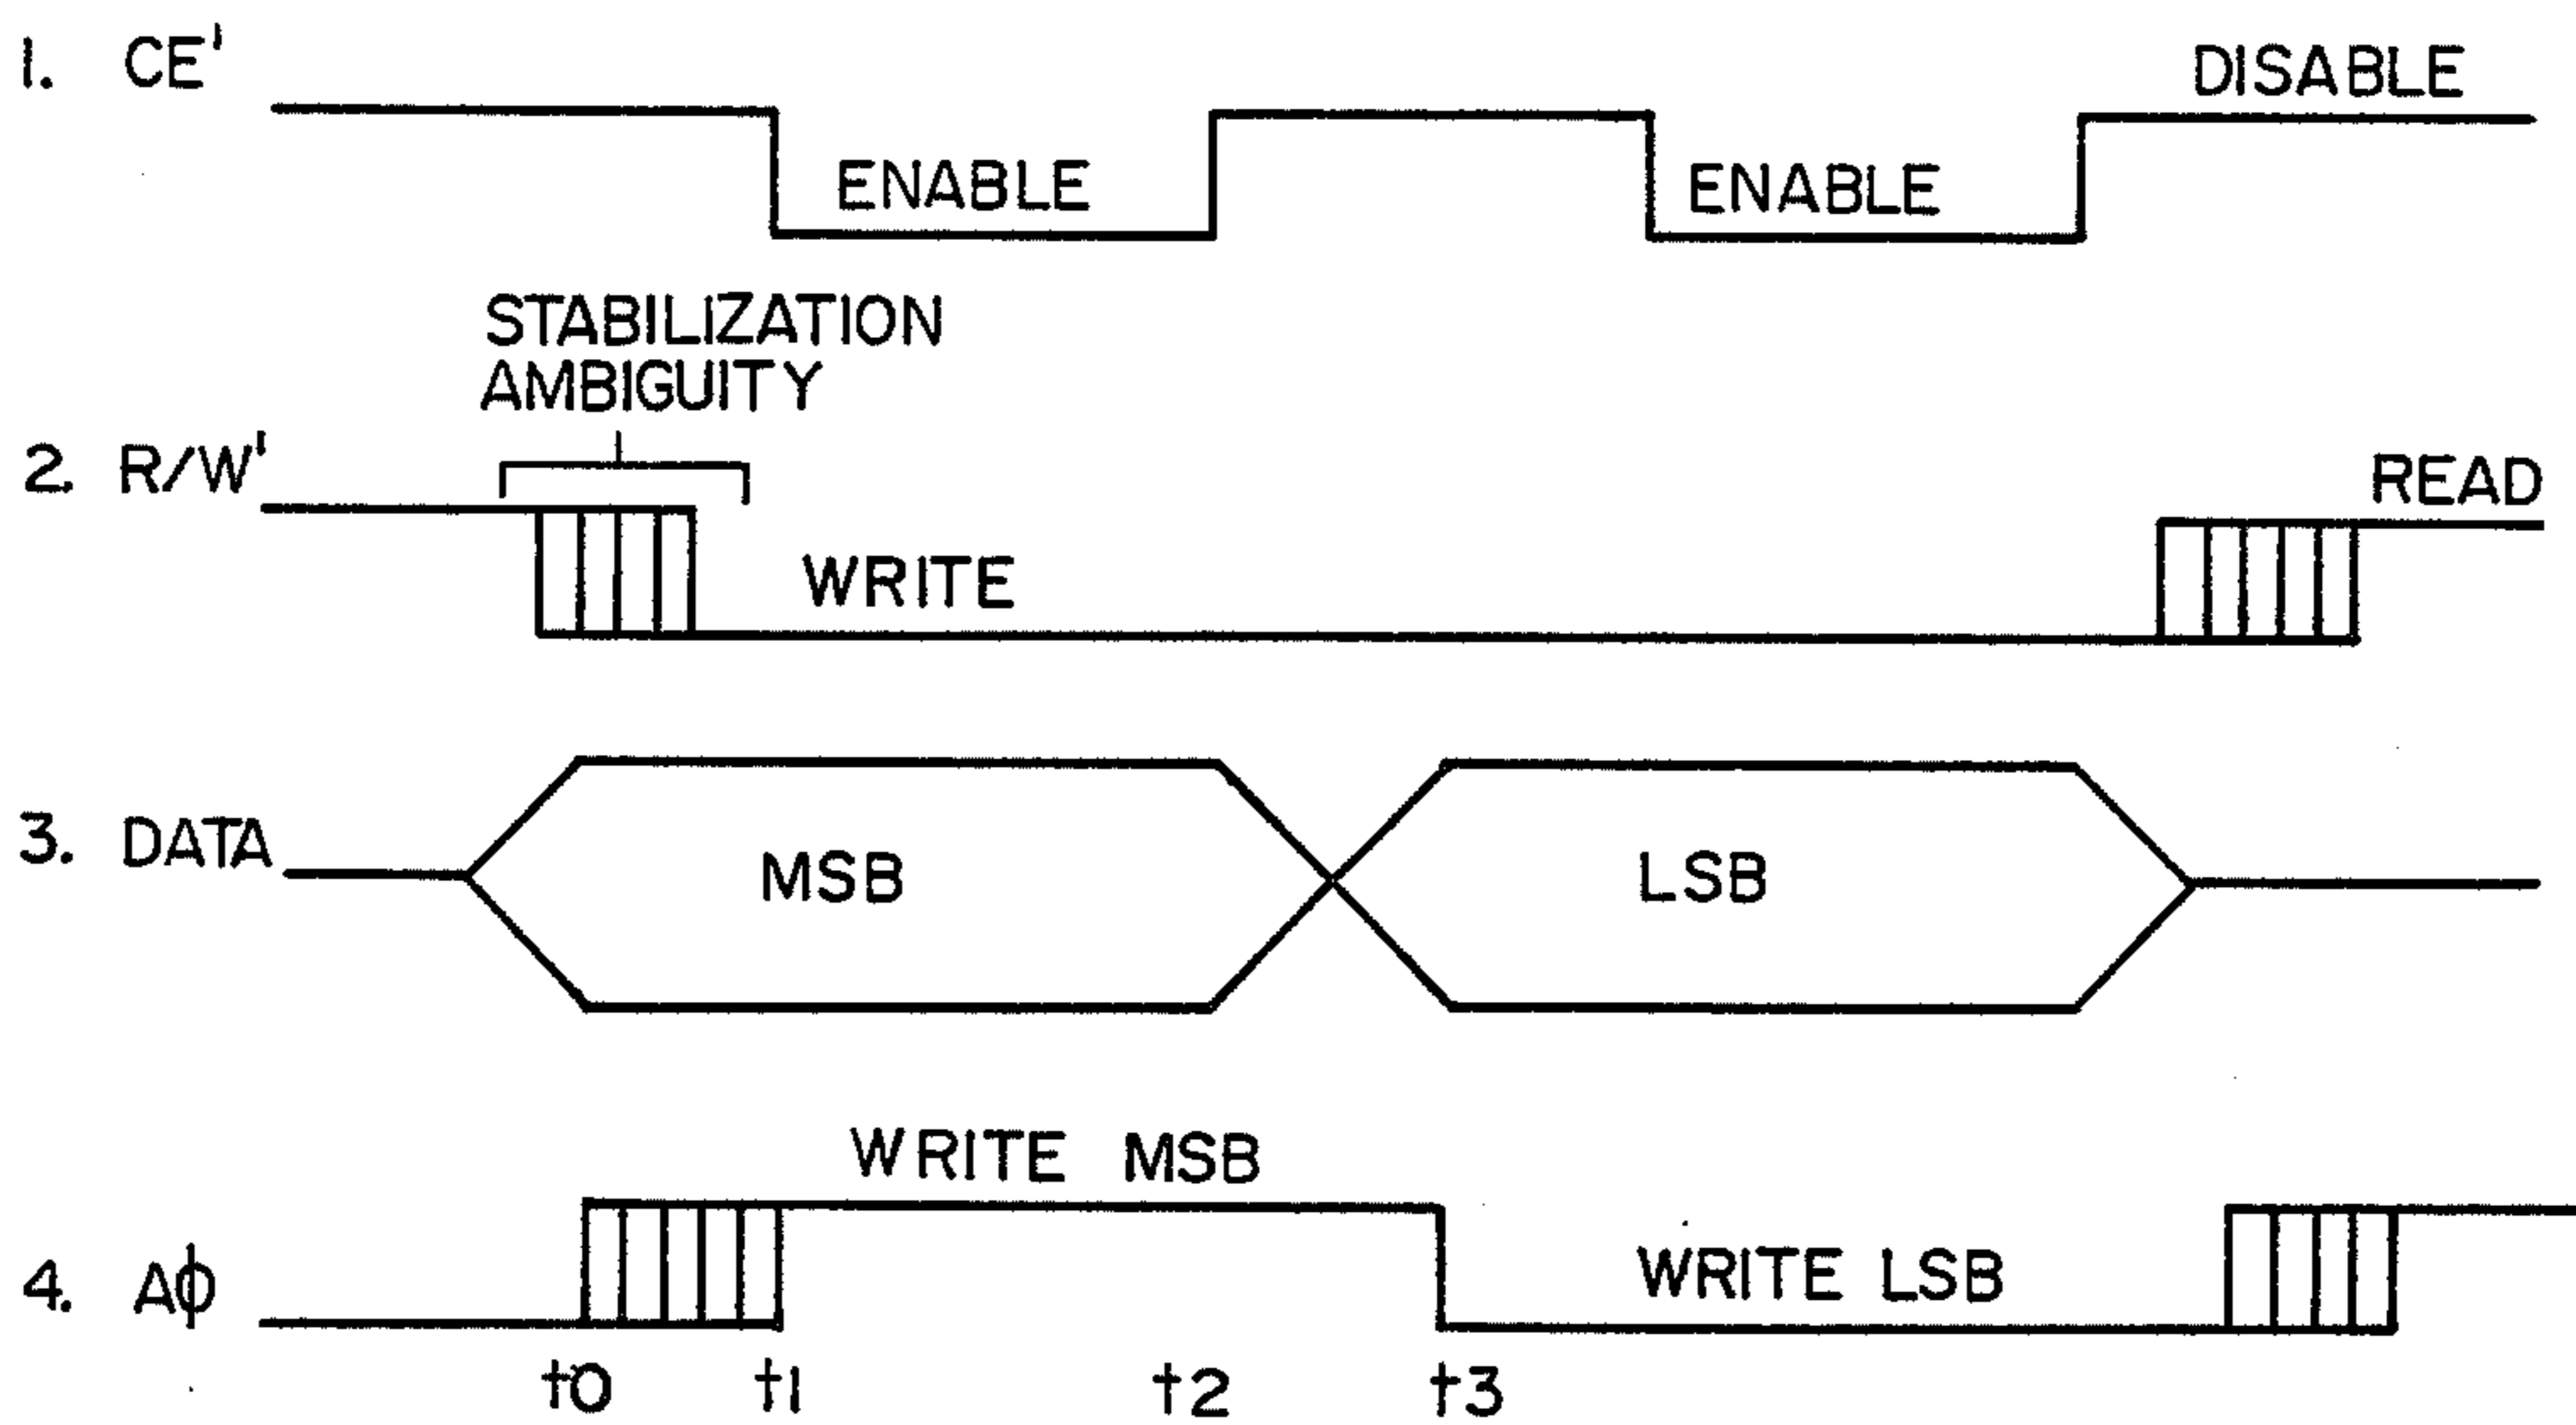 1. CE'
DISABLE
ENABLE
ENABLE
STABILIZATION
AMBIGUITY
2. R/W'
READ
WRITE
3. DATA
MSB
LSB
WRITE MSB
4. Aϕ
WRITE LSB
t0
t1
t2
t3